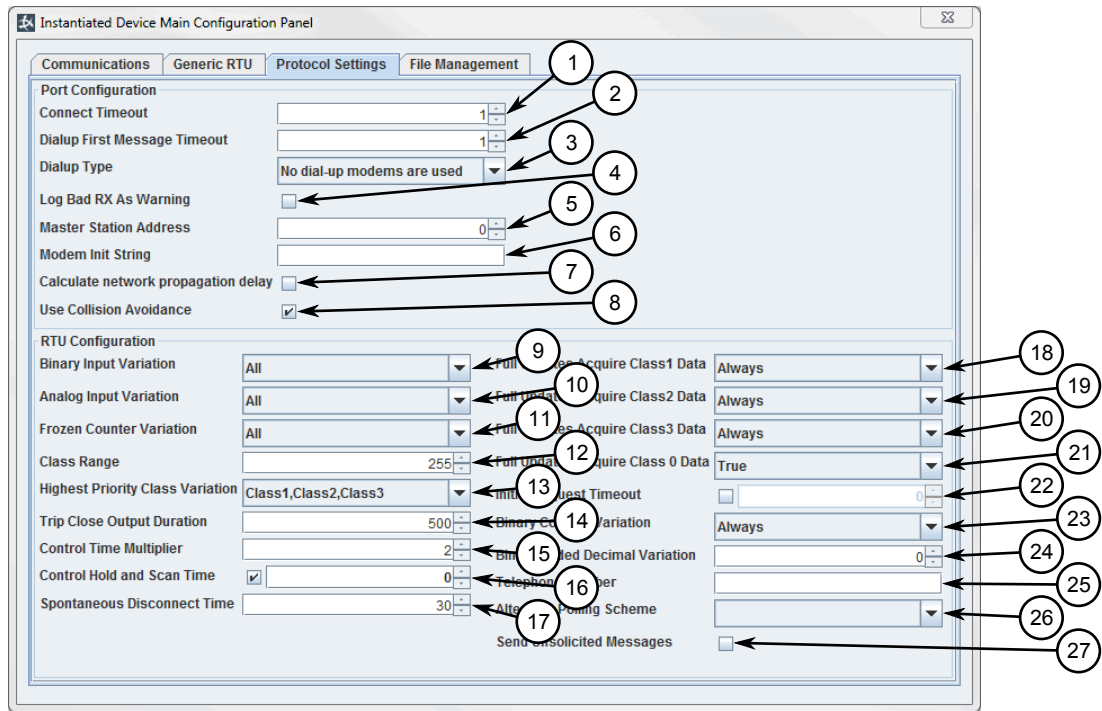 Instantiated Device Main Configuration Panel
Communications Generic RTU Protocol Settings File Management
Port Configuration
Connect Timeout 1 1
Dialup First Message Timeout 1 2
Dialup Type No dial-up modems are used 3
Log Bad RX As Warning 4
Master Station Address 0 5
Modem Init String 6
Calculate network propagation delay 7
Use Collision Avoidance 8
RTU Configuration
Binary Input Variation All 9 Full Acquire Class1 Data Always 18
Analog Input Variation All 10 Full Acquire Class2 Data Always 19
Frozen Counter Variation All 11 Full Acquire Class3 Data Always 20
Class Range 255 12 Full Acquire Class 0 Data True 21
Highest Priority Class Variation Class1,Class2,Class3 13 Timeout 0 22
Trip Close Output Duration 500 14 Binary Variation Always 23
Control Time Multiplier 2 15 Decimal Variation 0 24
Control Hold and Scan Time 0 16 25
Spontaneous Disconnect Time 30 17 Polling Scheme 26
Send Unsolicited Messages 27